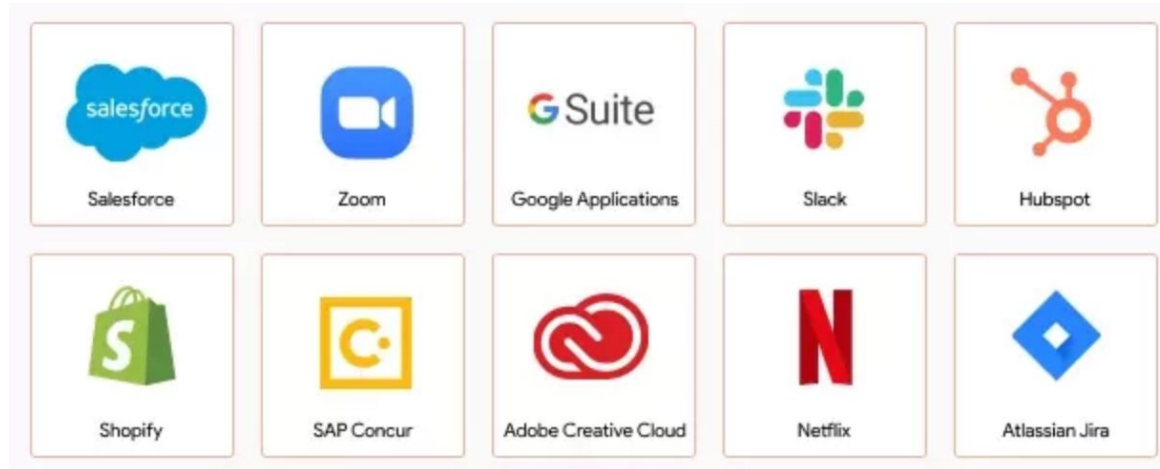 salesforce
Salesforce
Zoom
G Suite
Google Applications
Slack
Hubspot
S
Shopify
C
SAP Concur
Adobe Creative Cloud
N
Netflix
Atlassian Jira